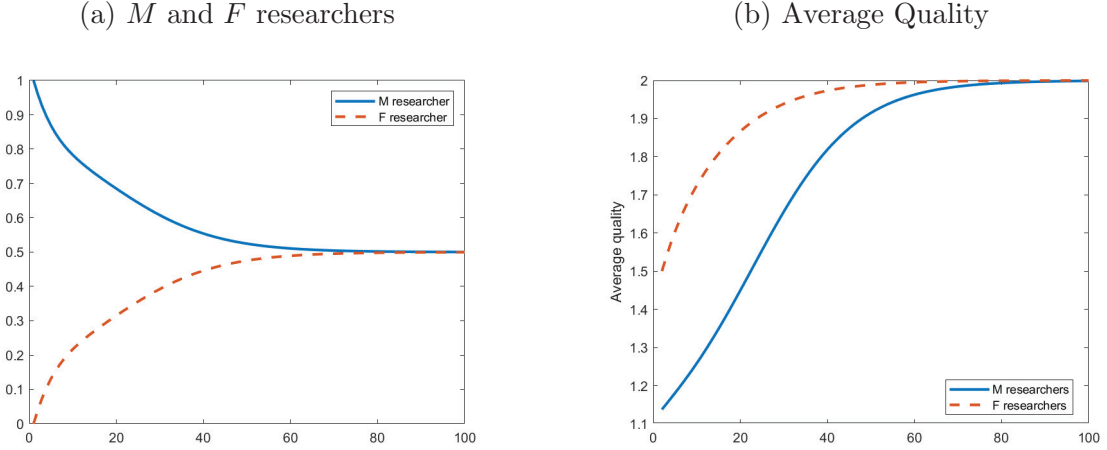 (a) M and F researchers
1
0.9
0.8
0.7
0.6
0.5
0.4
0.3
0.2
0.1
0
0 20 40 60 80 100
M researcher
F researcher
(b) Average Quality
Average quality
2
1.9
1.8
1.7
1.6
1.5
1.4
1.3
1.2
1.1
0 20 40 60 80 100
M researchers
F researchers